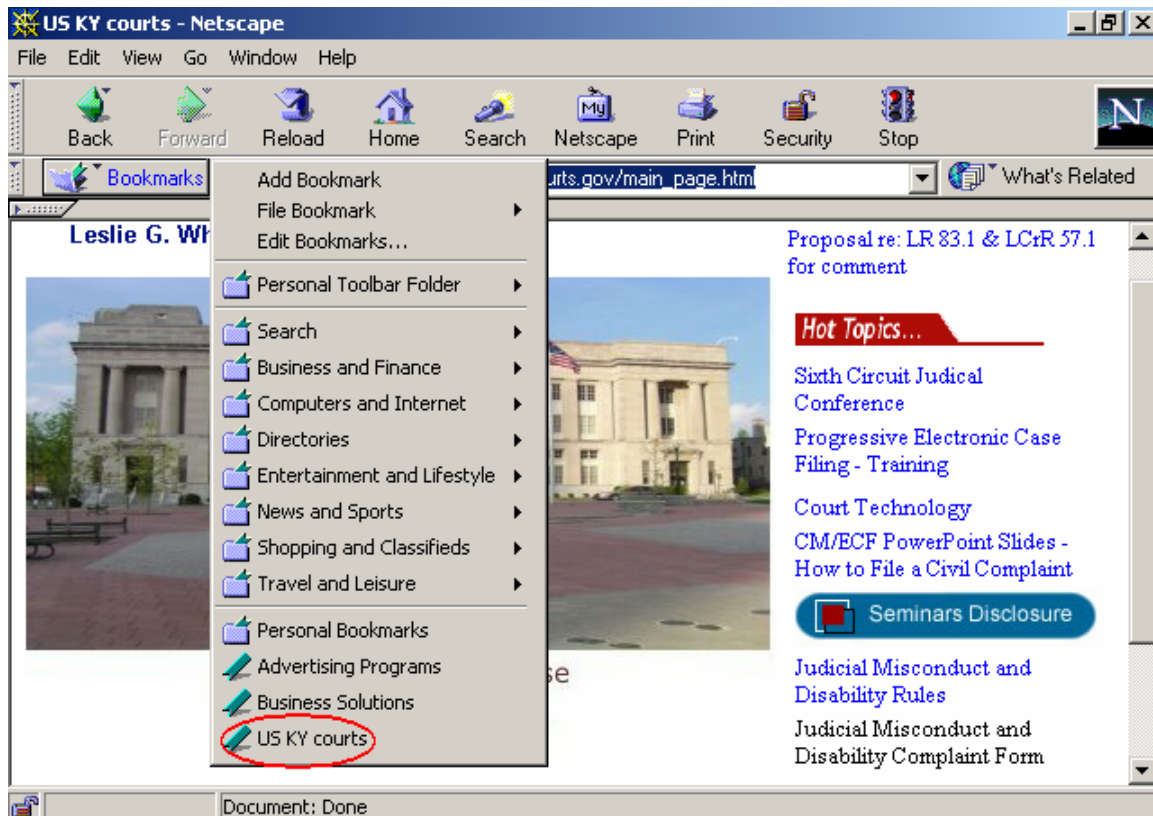 US KY courts - Netscape
File Edit View Go Window Help
My N
Back Forward Reload Home Search Netscape Print Security Stop
Bookmarks urts.gov/main_page.html What's Related
Add Bookmark
File Bookmark
Edit Bookmarks...
Personal Toolbar Folder
Search
Business and Finance
Computers and Internet
Directories
Entertainment and Lifestyle
News and Sports
Shopping and Classifieds
Travel and Leisure
Personal Bookmarks
Advertising Programs
Business Solutions
US KY courts
Leslie G. Wh
se
Proposal re: LR 83.1 & LCrR 57.1
for comment
Hot Topics...
Sixth Circuit Judical
Conference
Progressive Electronic Case
Filing - Training
Court Technology
CM/ECF PowerPoint Slides -
How to File a Civil Complaint
Seminars Disclosure
Judicial Misconduct and
Disability Rules
Judicial Misconduct and
Disability Complaint Form
Document: Done